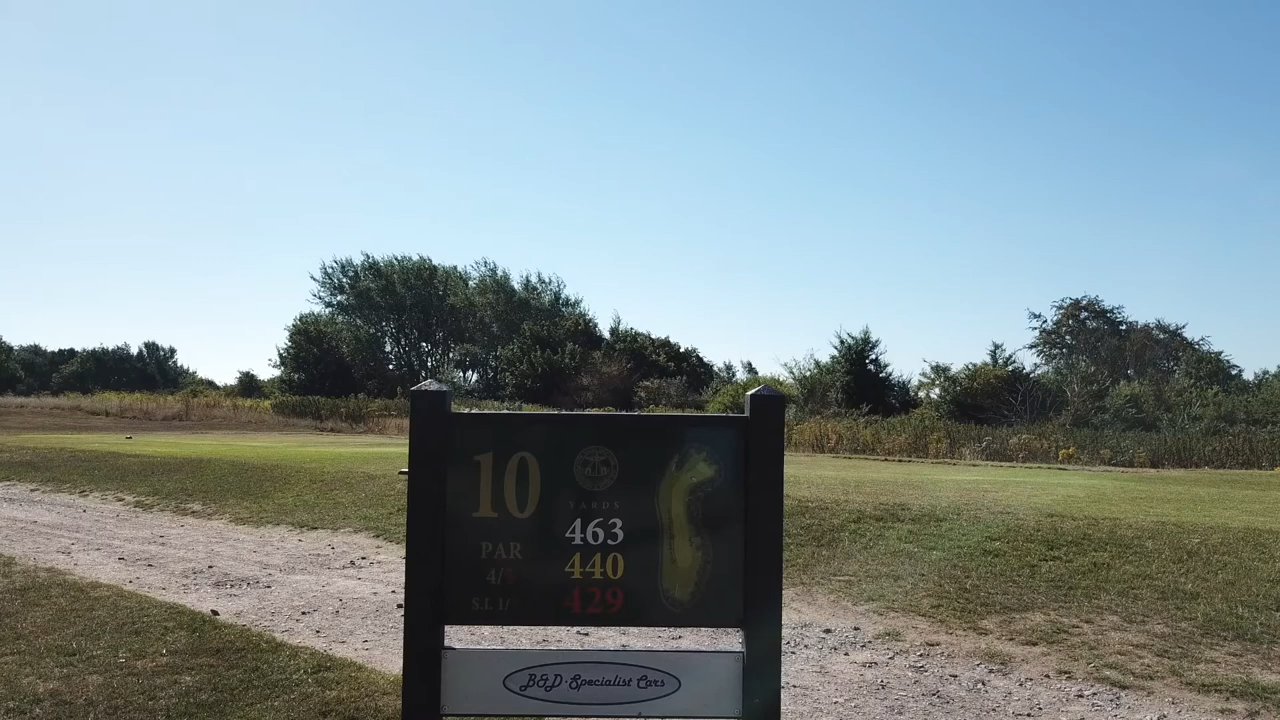 10
YARDS
463
440
429
PAR
4/
S.I. 1/
B&D·Specialist Cars